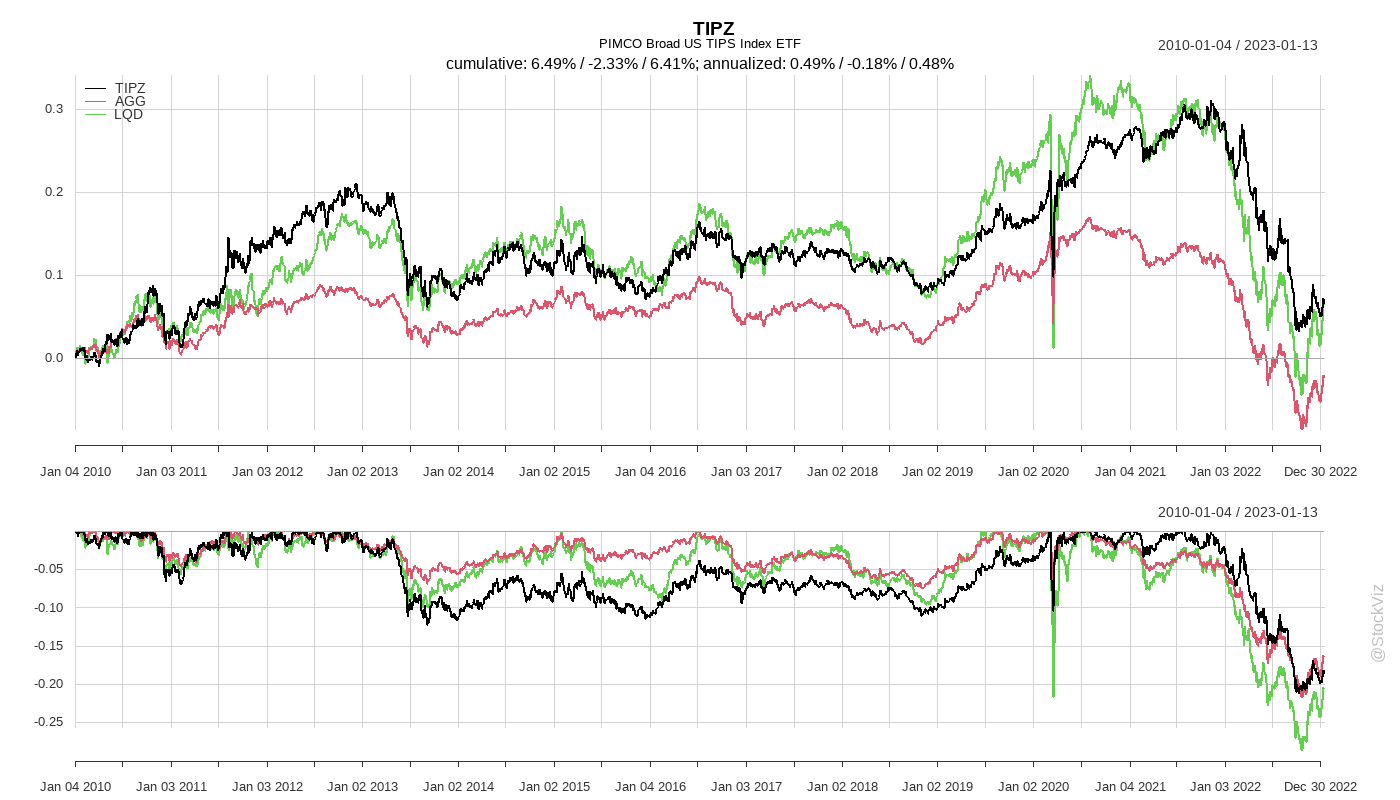 TIPZ
PIMCO Broad US TIPS Index ETF
2010-01-04 / 2023-01-13
cumulative: 6.49% / -2.33% / 6.41%; annualized: 0.49% / -0.18% / 0.48%
TIPZ
AGG
LQD
0.3
0.2
0.1
0.0
Jan 04 2010 Jan 03 2011 Jan 03 2012 Jan 02 2013 Jan 02 2014 Jan 02 2015 Jan 04 2016 Jan 03 2017 Jan 02 2018 Jan 02 2019 Jan 02 2020 Jan 04 2021 Jan 03 2022 Dec 30 2022
2010-01-04 / 2023-01-13
-0.05
-0.10
-0.15
-0.20
-0.25
Jan 04 2010 Jan 03 2011 Jan 03 2012 Jan 02 2013 Jan 02 2014 Jan 02 2015 Jan 04 2016 Jan 03 2017 Jan 02 2018 Jan 02 2019 Jan 02 2020 Jan 04 2021 Jan 03 2022 Dec 30 2022
@StockViz